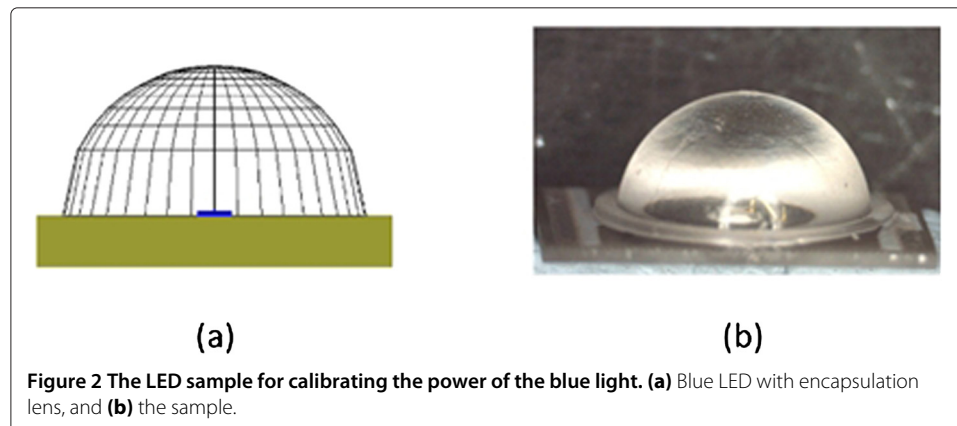 (a)
(b)
Figure 2 The LED sample for calibrating the power of the blue light. (a) Blue LED with encapsulation
lens, and (b) the sample.